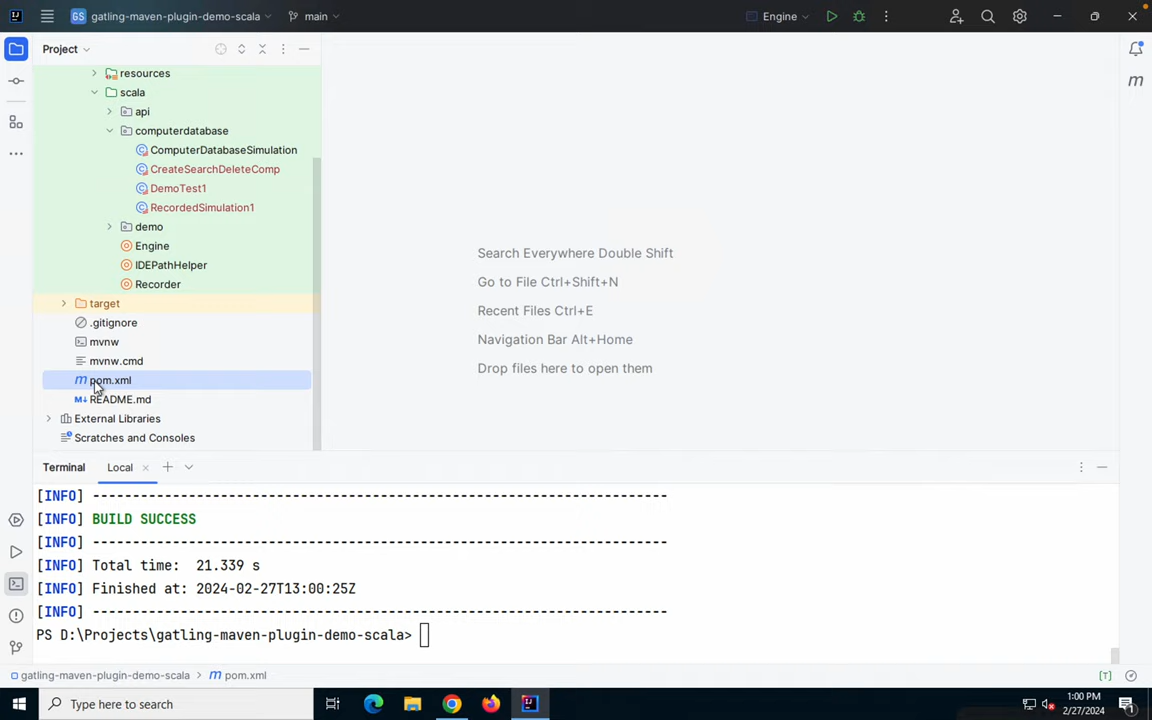 GS gatling-maven-plugin-demo-scala main Engine
Project
resources
scala
api
computerdatabase
ComputerDatabaseSimulation
CreateSearchDeleteComp
DemoTest1
RecordedSimulation1
demo
Engine
IDEPathHelper
Recorder
target
.gitignore
mvnw
mvnw.cmd
m pom.xml
M↓ README.md
External Libraries
Scratches and Consoles
Search Everywhere Double Shift
Go to File Ctrl+Shift+N
Recent Files Ctrl+E
Navigation Bar Alt+Home
Drop files here to open them
m
Terminal Local × +
[INFO] ------------------------------------------------------------------------
[INFO] BUILD SUCCESS
[INFO] ------------------------------------------------------------------------
[INFO] Total time:  21.339 s
[INFO] Finished at: 2024-02-27T13:00:25Z
[INFO] ------------------------------------------------------------------------
PS D:\Projects\gatling-maven-plugin-demo-scala>
gatling-maven-plugin-demo-scala > m pom.xml [T]
Type here to search
1:00 PM
2/27/2024
1